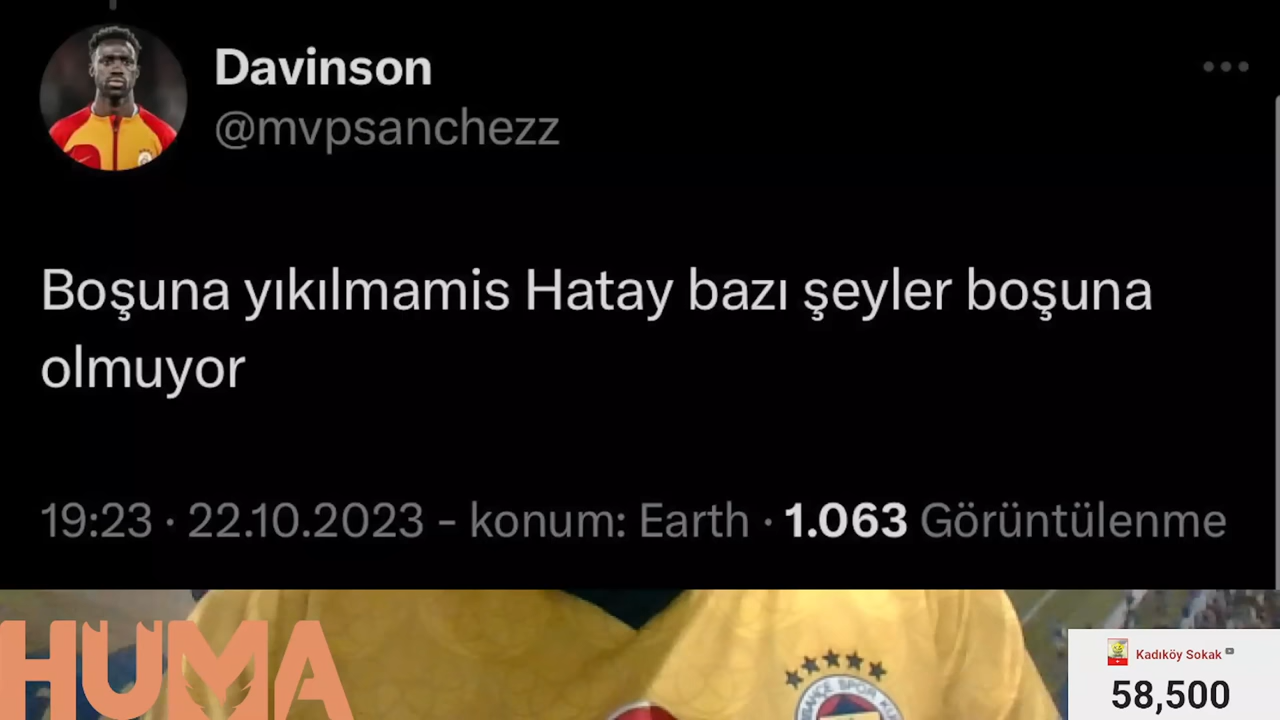 Davinson
@mvpsanchezz
Boşuna yıkılmamis Hatay bazı şeyler boşuna
olmuyor
19:23 · 22.10.2023 - konum: Earth · 1.063 Görüntülenme
HUMA
Kadıköy Sokak
58,500